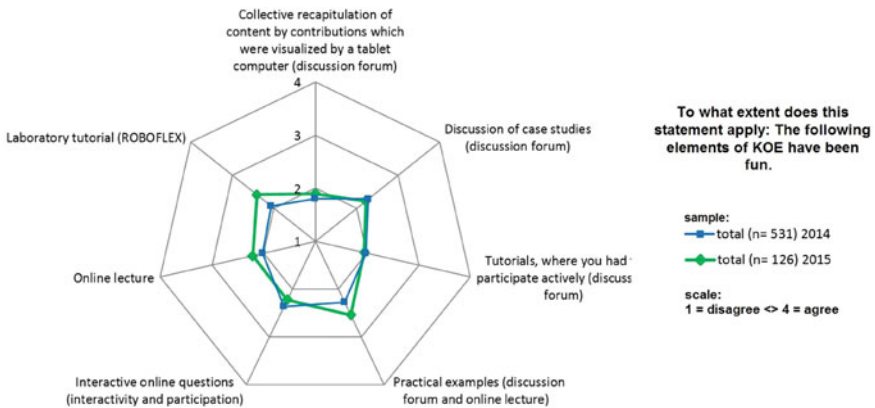 Collective recapitulation of
content by contributions which
were visualized by a tablet
computer (discussion forum)
4
3
2
1
Laboratory tutorial (ROBOFLEX)
Discussion of case studies
(discussion forum)
Online lecture
Tutorials, where you had
participate actively (discuss
forum)
Interactive online questions
(interactivity and participation)
Practical examples (discussion
forum and online lecture)
To what extent does this
statement apply: The following
elements of KOE have been
fun.
sample:
total (n= 531) 2014
total (n= 126) 2015
scale:
1 = disagree <> 4 = agree